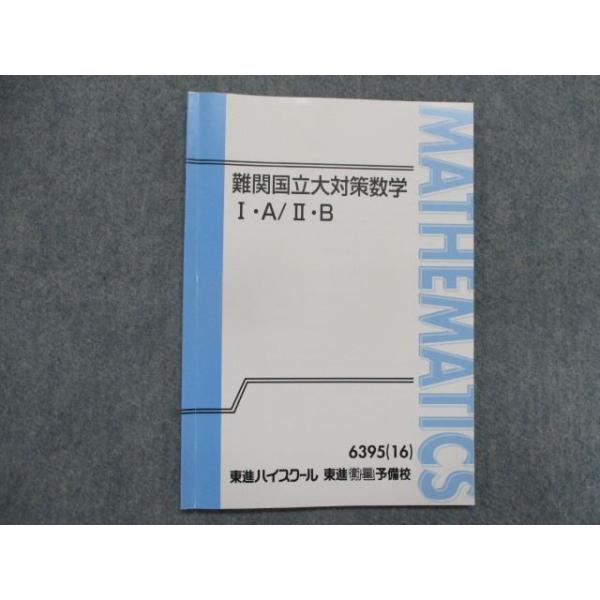 MATHEMATICS
難関国立大対策数学
I・A/II・B
6395(16)
東進ハイスクール 東進衛星予備校